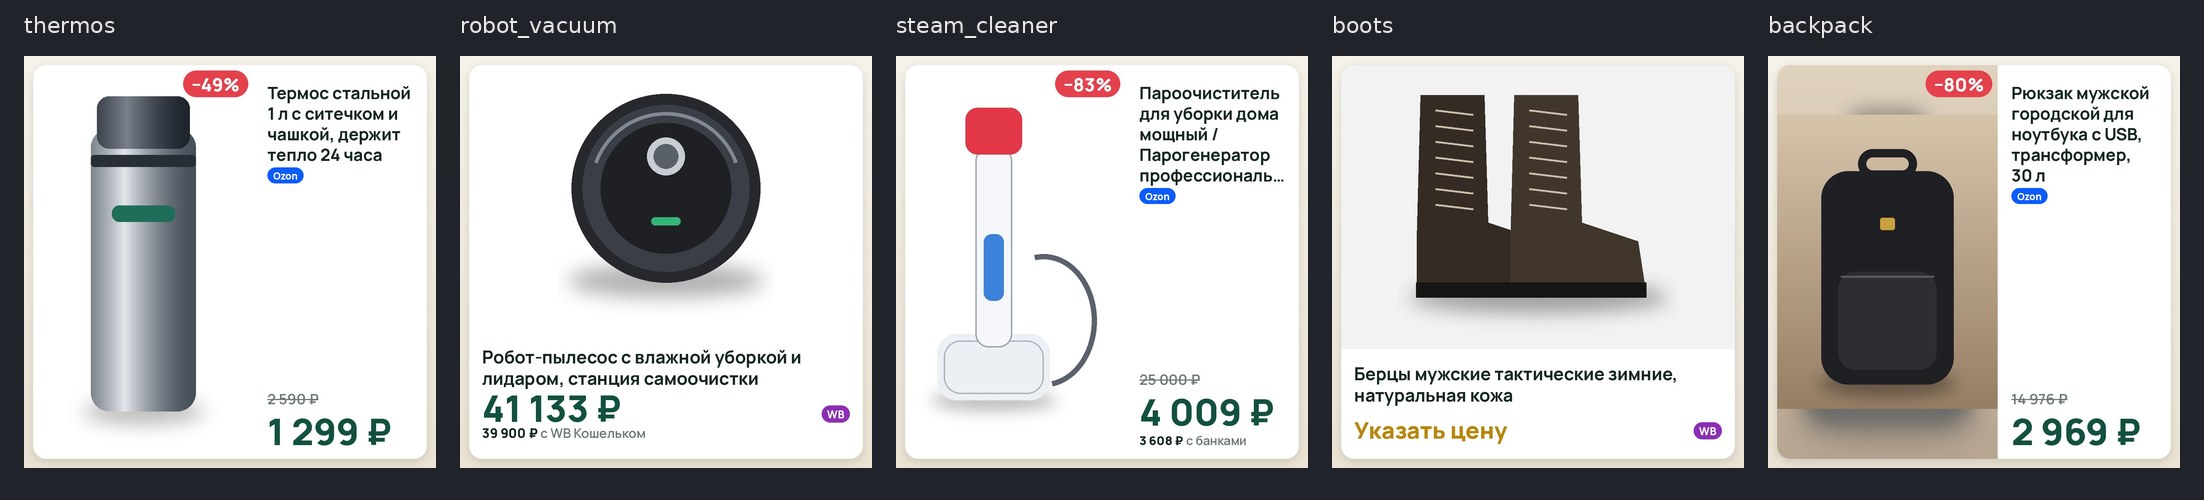 thermos
−49%
Термос стальной
1 л с ситечком и
чашкой, держит
тепло 24 часа
Ozon
2 590 ₽
1 299 ₽
robot_vacuum
Робот-пылесос с влажной уборкой и
лидаром, станция самоочистки
41 133 ₽
39 900 ₽ с WB Кошельком
WB
steam_cleaner
−83%
Пароочиститель
для уборки дома
мощный /
Парогенератор
профессиональ…
Ozon
25 000 ₽
4 009 ₽
3 608 ₽ с банками
boots
Берцы мужские тактические зимние,
натуральная кожа
Указать цену
WB
backpack
−80%
Рюкзак мужской
городской для
ноутбука с USB,
трансформер,
30 л
Ozon
14 976 ₽
2 969 ₽